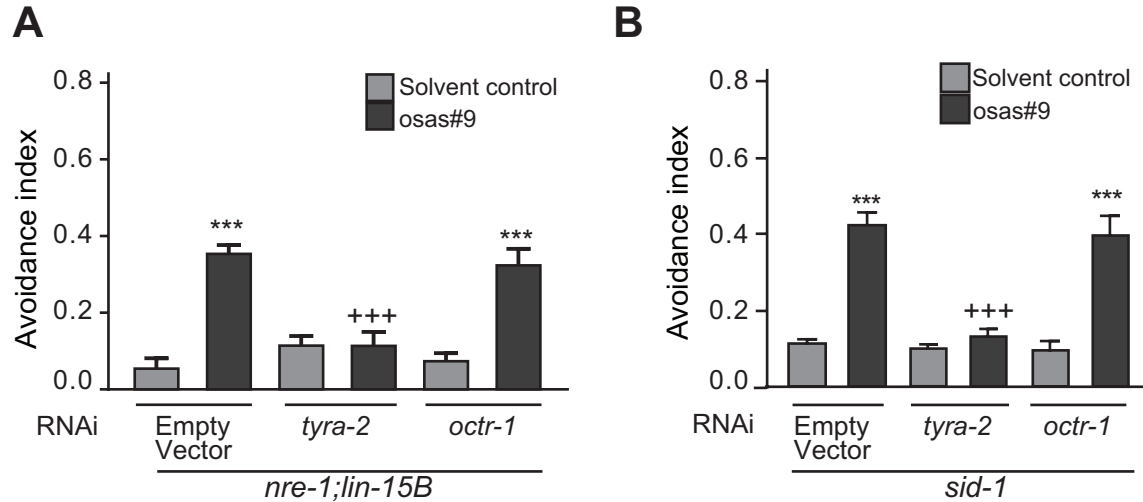 A
Avoidance index
0.8
0.6
0.4
0.2
0.0
Solvent control
osas#9
***
+++
***
RNAi
Empty Vector
tyra-2
octr-1
nre-1;lin-15B
B
Avoidance index
0.8
0.6
0.4
0.2
0.0
Solvent control
osas#9
***
+++
***
RNAi
Empty
Vector
tyra-2
octr-1
sid-1